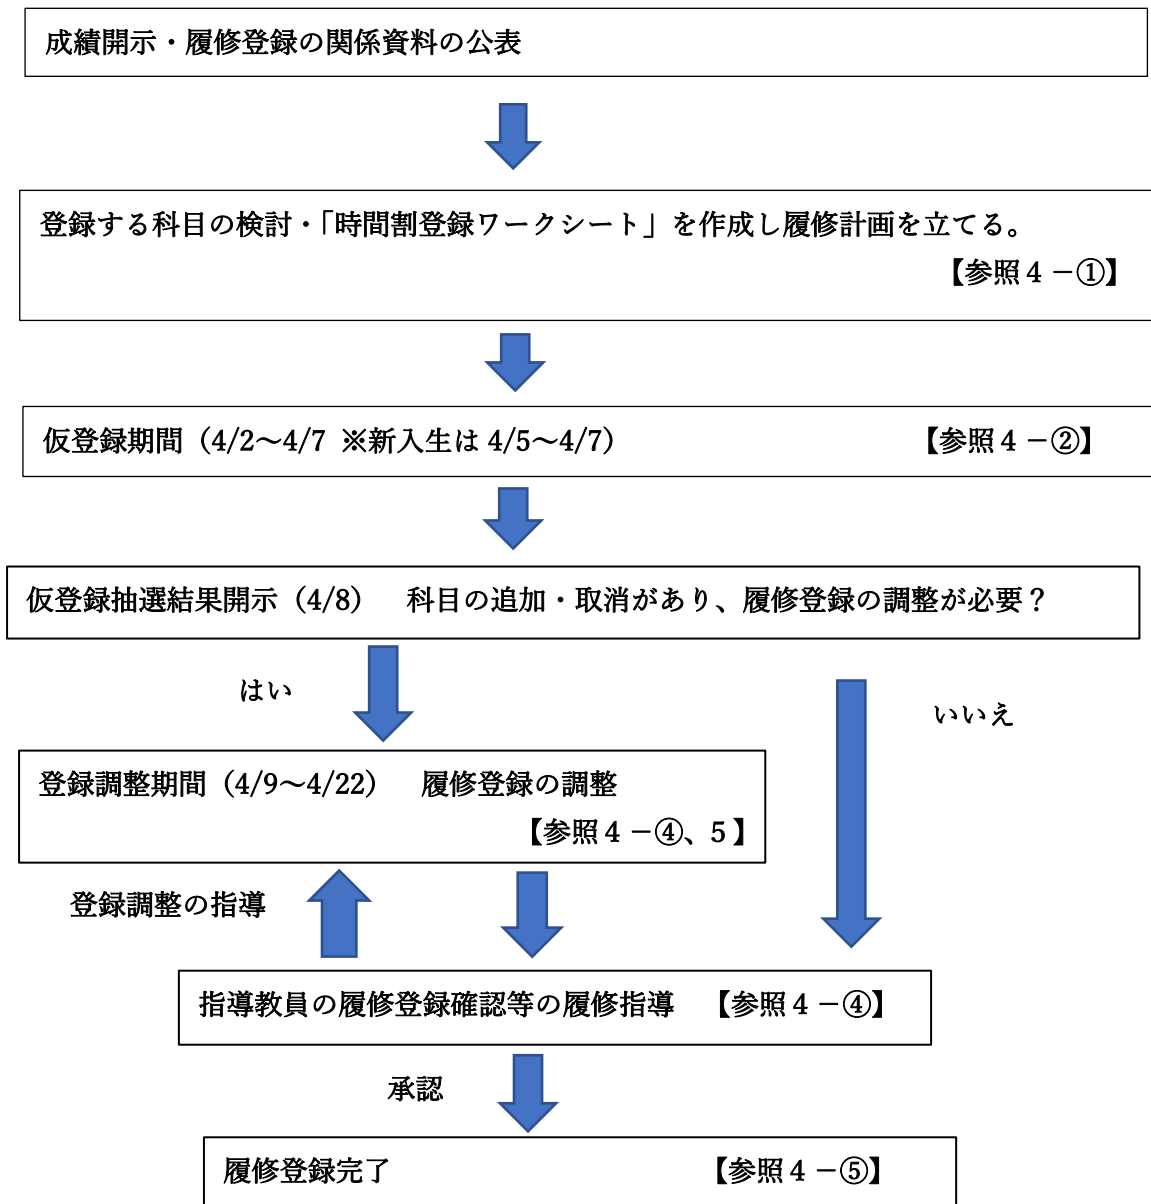 成績開示・履修登録の関係資料の公表
登録する科目の検討・「時間割登録ワークシート」を作成し履修計画を立てる。
【参照４－①】
仮登録期間（4/2～4/7 ※新入生は 4/5～4/7） 【参照４－②】
仮登録抽選結果開示（4/8） 科目の追加・取消があり、履修登録の調整が必要？
はい
いいえ
登録調整期間（4/9～4/22） 履修登録の調整
【参照４－④、５】
登録調整の指導
指導教員の履修登録確認等の履修指導 【参照４－④】
承認
履修登録完了 【参照４－⑤】